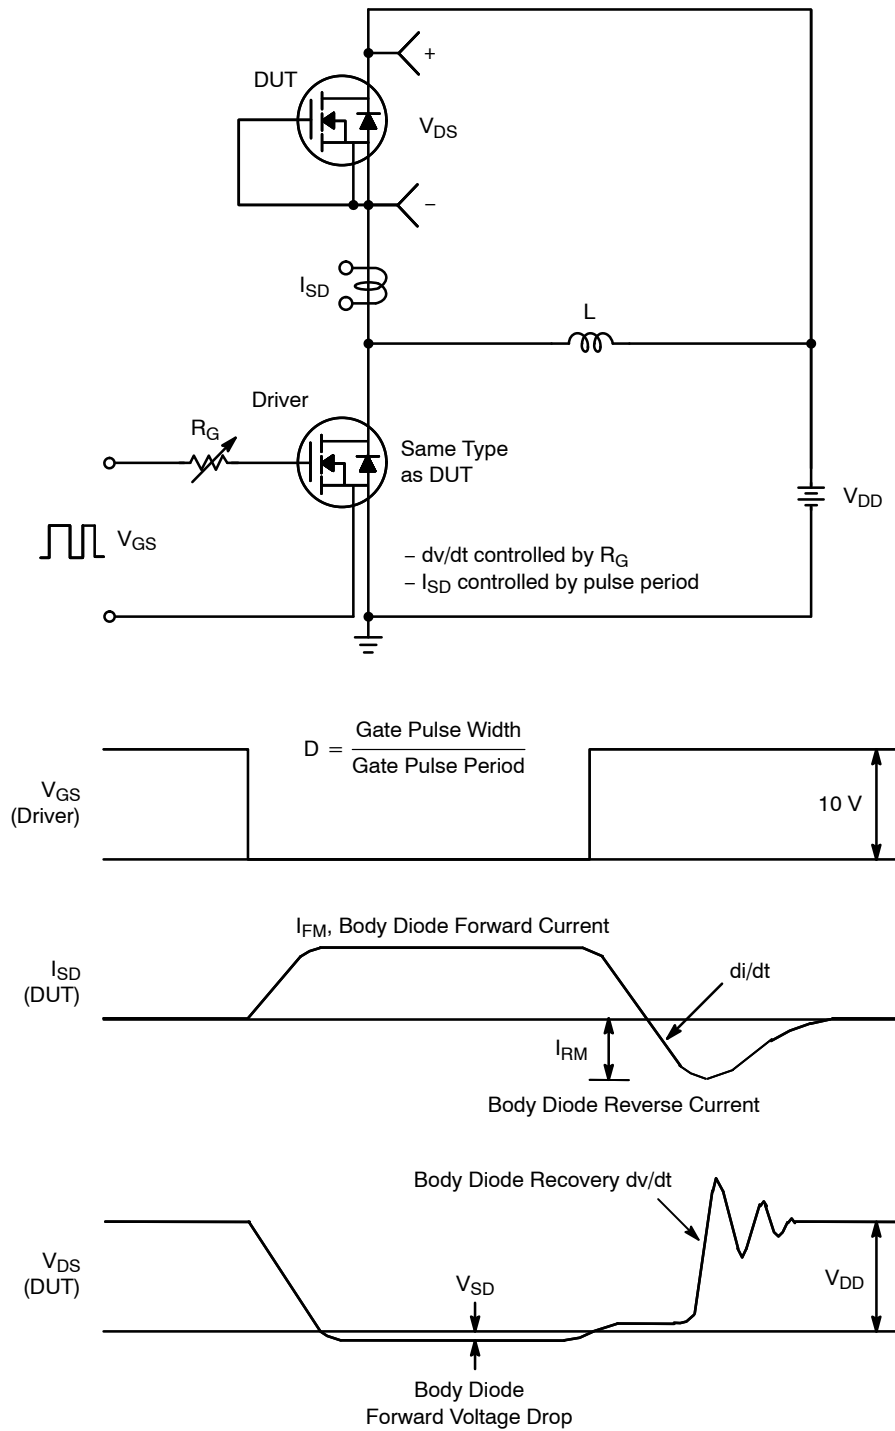 +
DUT
V_DS
−
I_SD
L
Driver
R_G
Same Type
as DUT
V_DD
V_GS
− dv/dt controlled by R_G
− I_SD controlled by pulse period
D = Gate Pulse Width
Gate Pulse Period
V_GS
(Driver)
10 V
I_FM, Body Diode Forward Current
I_SD
(DUT)
di/dt
I_RM
Body Diode Reverse Current
Body Diode Recovery dv/dt
V_DS
(DUT)
V_SD
V_DD
Body Diode
Forward Voltage Drop